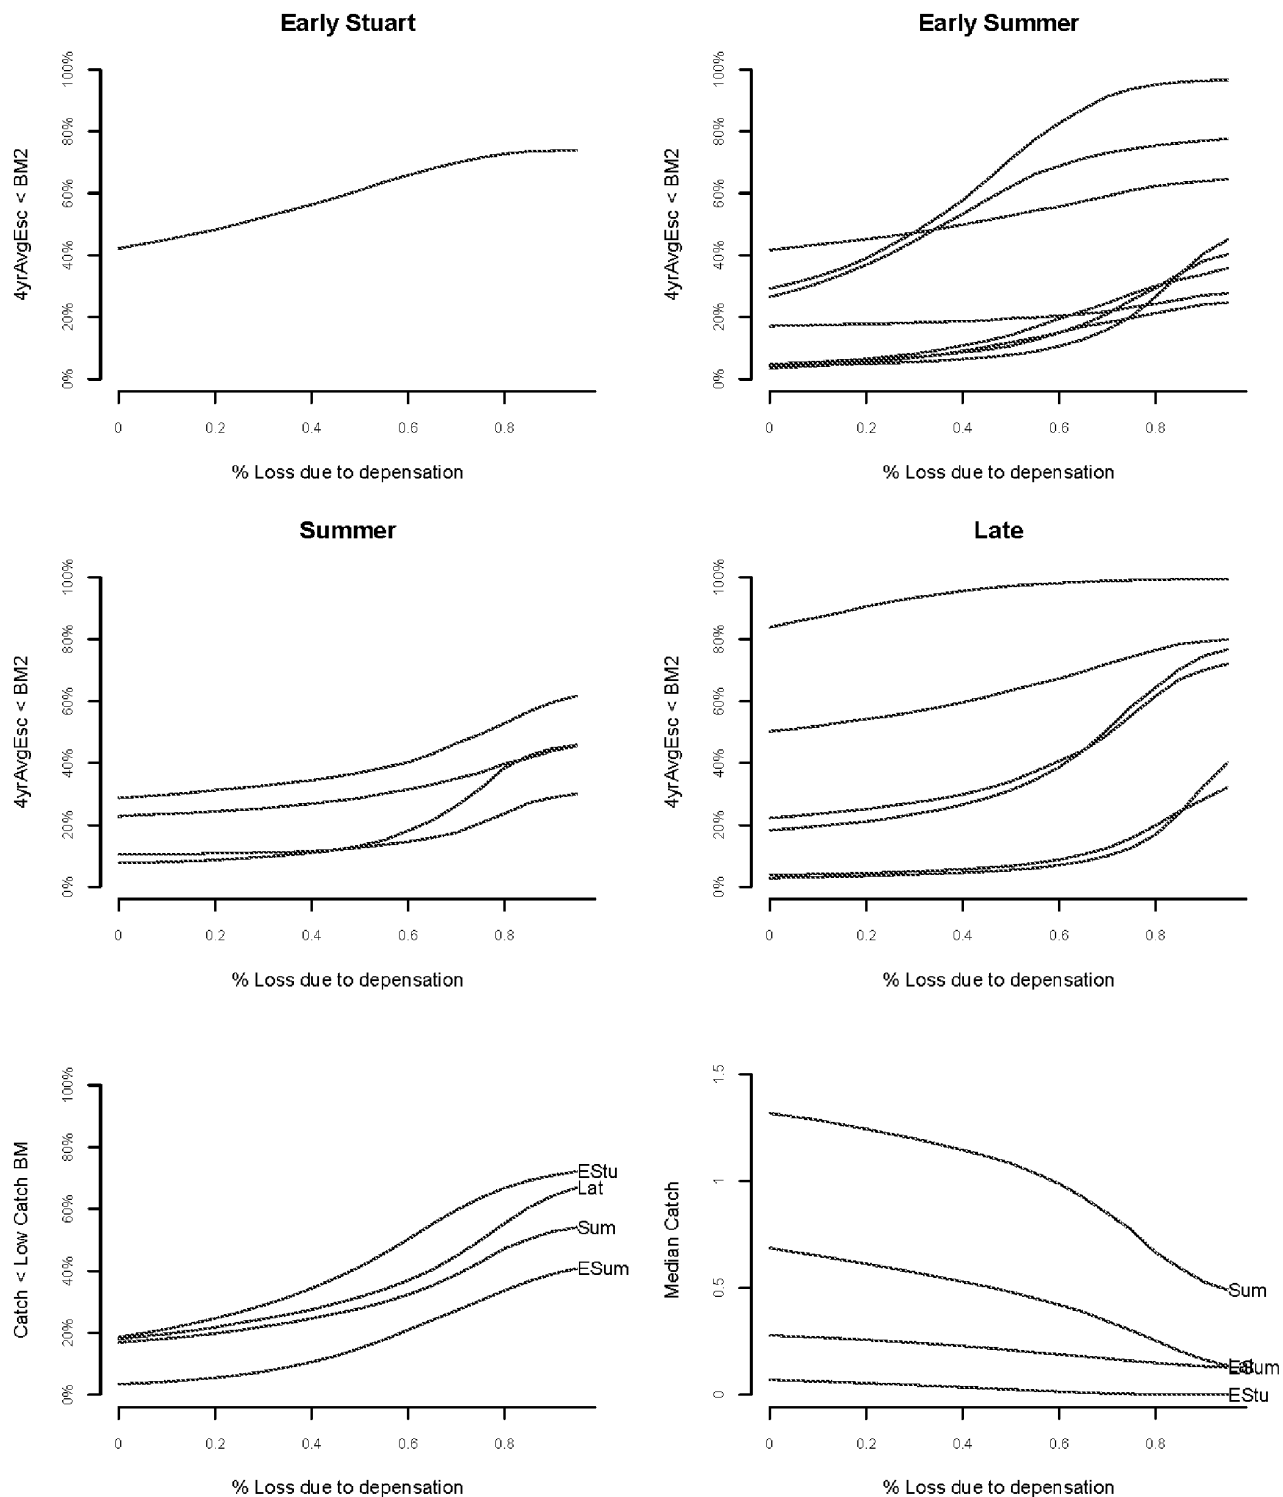 Early Stuart
4yrAvgEsc < BM2
100%
80%
60%
40%
20%
0%
0 0.2 0.4 0.6 0.8
% Loss due to depensation
Early Summer
4yrAvgEsc < BM2
100%
80%
60%
40%
20%
0%
0 0.2 0.4 0.6 0.8
% Loss due to depensation
Summer
4yrAvgEsc < BM2
100%
80%
60%
40%
20%
0%
0 0.2 0.4 0.6 0.8
% Loss due to depensation
Late
4yrAvgEsc < BM2
100%
80%
60%
40%
20%
0%
0 0.2 0.4 0.6 0.8
% Loss due to depensation
Catch < Low Catch BM
100%
80%
60%
40%
20%
0%
EStu
Lat
Sum
ESum
0 0.2 0.4 0.6 0.8
% Loss due to depensation
Median Catch
1.5
1
0.5
0
Sum
EStu
0 0.2 0.4 0.6 0.8
% Loss due to depensation